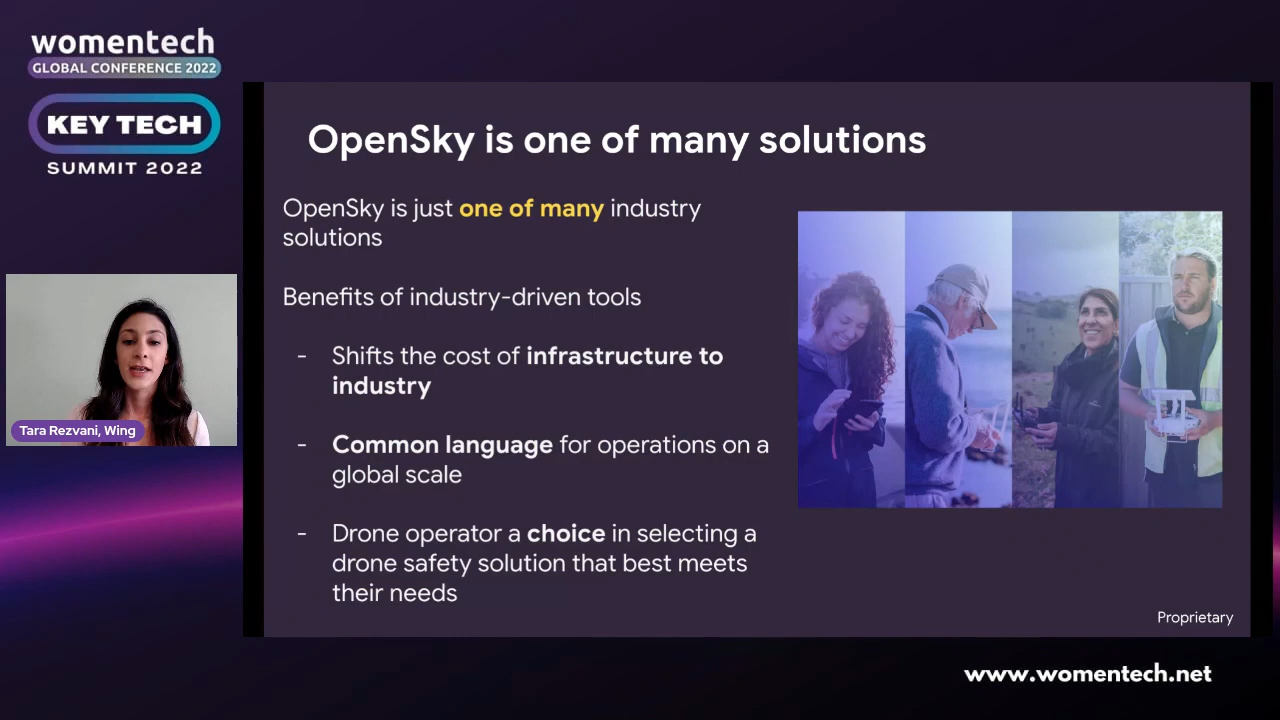 womentech
GLOBAL CONFERENCE 2022
KEY TECH
SUMMIT 2022
OpenSky is one of many solutions
OpenSky is just one of many industry
solutions
Benefits of industry-driven tools
- Shifts the cost of infrastructure to
industry
- Common language for operations on a
global scale
- Drone operator a choice in selecting a
drone safety solution that best meets
their needs
Tara Rezvani, Wing
Proprietary
www.womentech.net